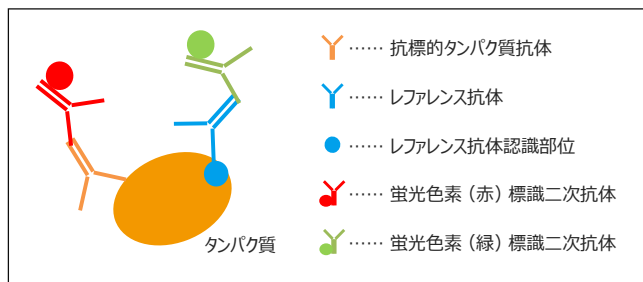 …… 抗標的タンパク質抗体
…… レファレンス抗体
…… レファレンス抗体認識部位
…… 蛍光色素（赤）標識二次抗体
…… 蛍光色素（緑）標識二次抗体
タンパク質